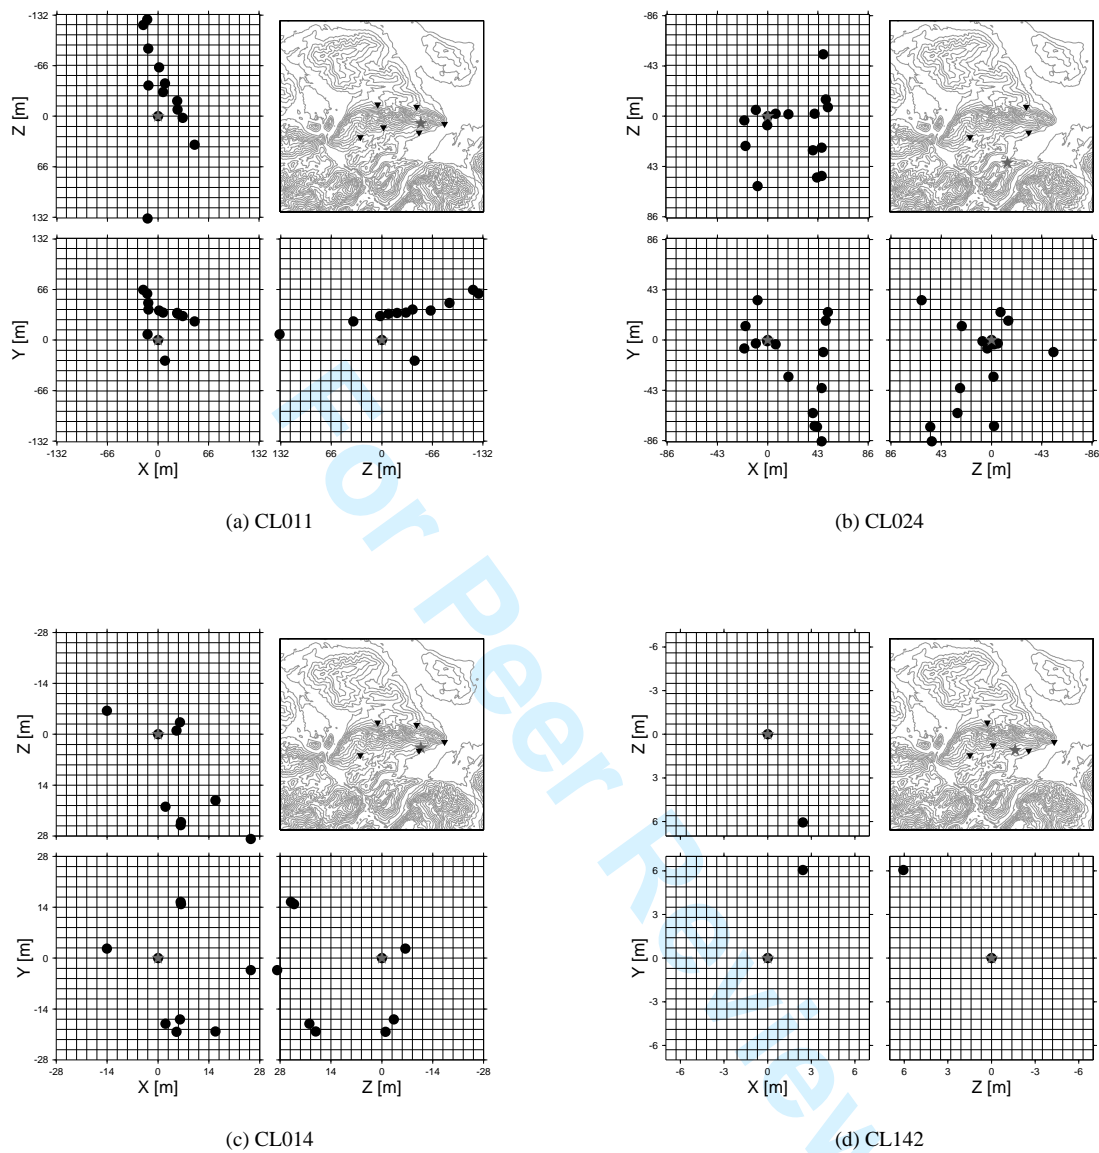 -132
-66
0
66
132
Z [m]
132
66
0
-66
-132
Y [m]
-132 -66 0 66 132
X [m]
132 66 0 -66 -132
Z [m]
(a) CL011
-86
-43
0
43
86
Z [m]
86
43
0
-43
-86
Y [m]
86 -43 0 43 86
X [m]
86 43 0 -43 -86
Z [m]
(b) CL024
-28
-14
0
14
28
Z [m]
28
14
0
-14
-28
Y [m]
-28 -14 0 14 28
X [m]
28 14 0 -14 -28
Z [m]
(c) CL014
-6
-3
0
3
6
Z [m]
6
3
0
-3
-6
Y [m]
-6 -3 0 3 6
X [m]
6 3 0 -3 -6
Z [m]
(d) CL142
For Peer Review